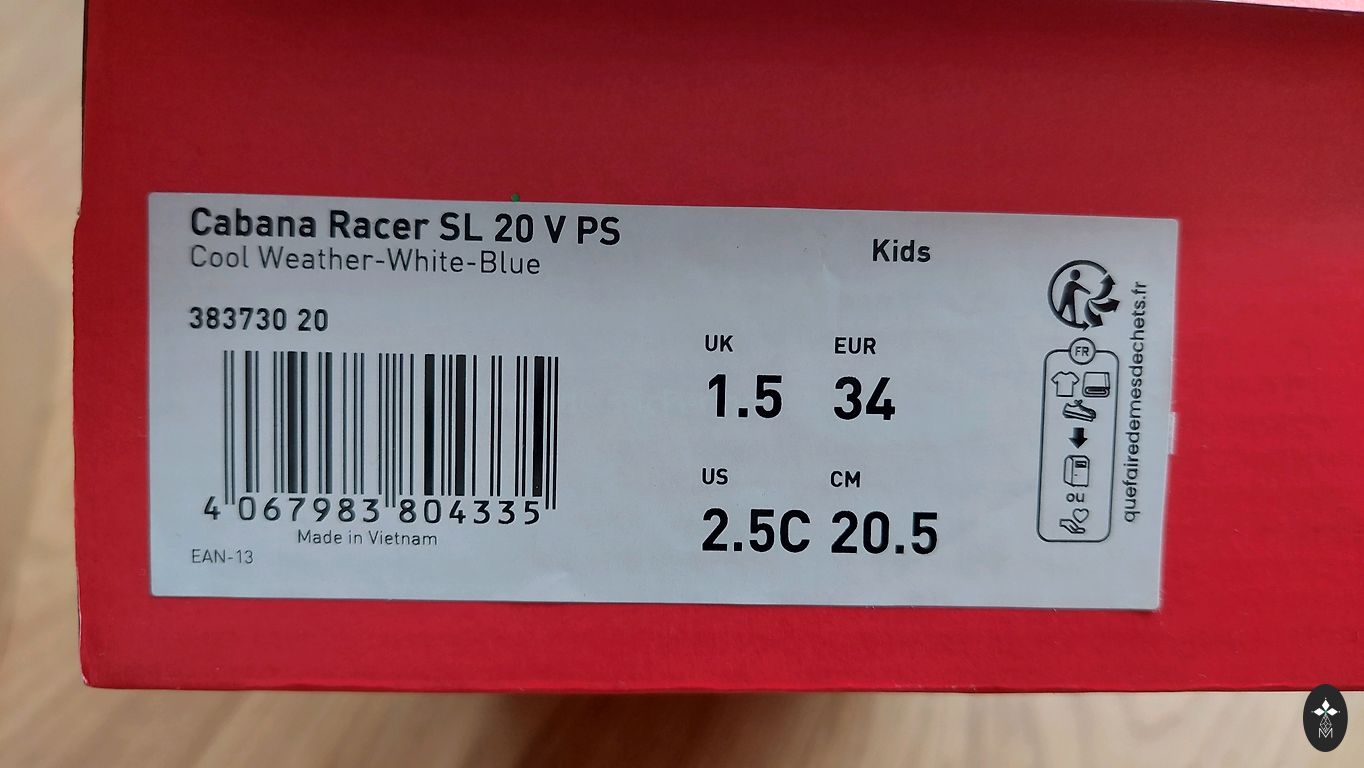 Cabana Racer SL 20 V PS
Cool Weather-White-Blue
Kids
383730 20
UK EUR
1.5 34
US CM
2.5C 20.5
4 067983 804335
Made in Vietnam
EAN-13
FR
ou
quefairedemesdechets.fr
M